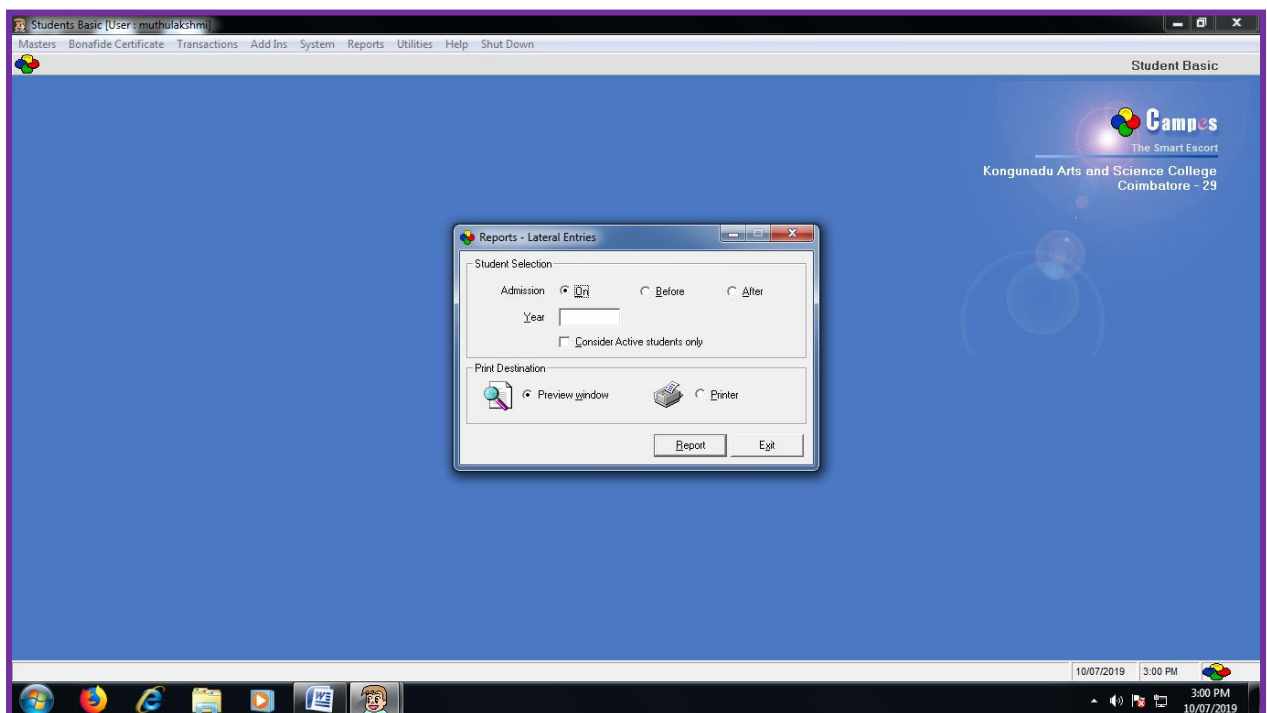 Students Basic [User : muthulakshmi]
Masters Bonafide Certificate Transactions Add Ins System Reports Utilities Help Shut Down
Student Basic
Campes
The Smart Escort
Kongunadu Arts and Science College
Coimbatore - 29
Reports - Lateral Entries
Student Selection
Admission On Before After
Year
Consider Active students only
Print Destination
Preview window Printer
Report Exit
10/07/2019 3:00 PM
3:00 PM
10/07/2019